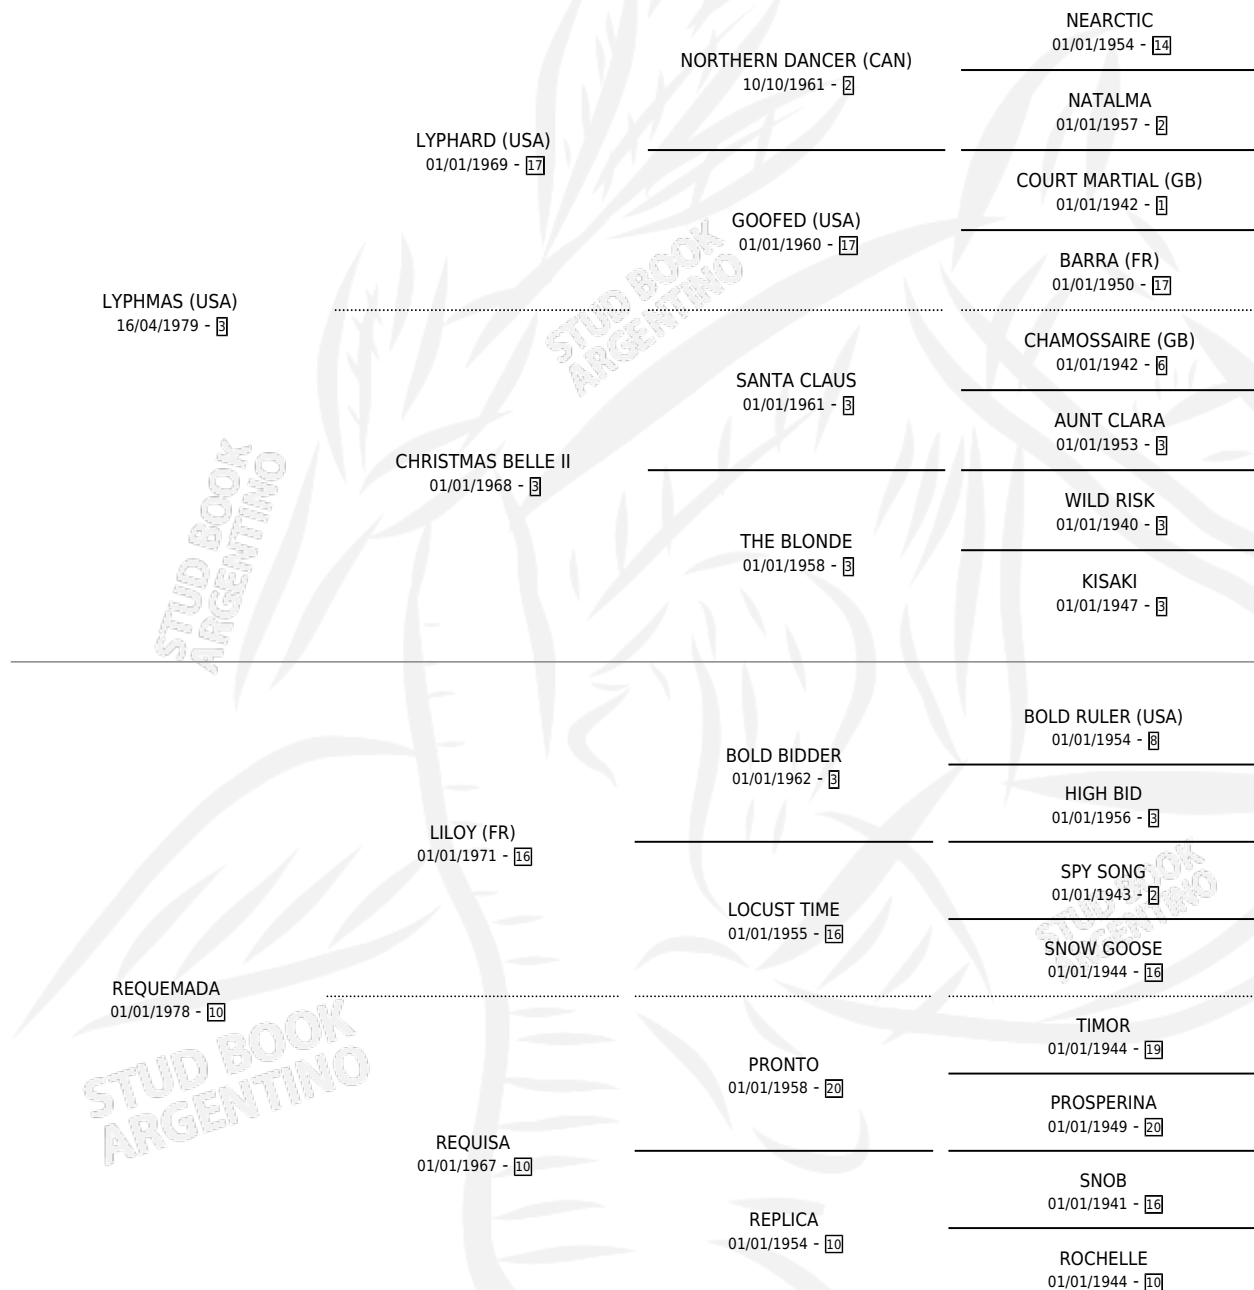 NEARCTIC
01/01/1954 - 14
NORTHERN DANCER (CAN)
10/10/1961 - 2
NATALMA
01/01/1957 - 2
LYPHARD (USA)
01/01/1969 - 17
COURT MARTIAL (GB)
01/01/1942 - 1
GOOFED (USA)
01/01/1960 - 17
BARRA (FR)
01/01/1950 - 17
LYPHMAS (USA)
16/04/1979 - 3
CHAMOSSAIRE (GB)
01/01/1942 - 6
SANTA CLAUS
01/01/1961 - 3
AUNT CLARA
01/01/1953 - 3
CHRISTMAS BELLE II
01/01/1968 - 3
WILD RISK
01/01/1940 - 3
THE BLONDE
01/01/1958 - 3
KISAKI
01/01/1947 - 3
BOLD RULER (USA)
01/01/1954 - 8
BOLD BIDDER
01/01/1962 - 3
HIGH BID
01/01/1956 - 3
LILOY (FR)
01/01/1971 - 16
SPY SONG
01/01/1943 - 2
LOCUST TIME
01/01/1955 - 16
SNOW GOOSE
01/01/1944 - 16
REQUEMADA
01/01/1978 - 10
TIMOR
01/01/1944 - 19
PRONTO
01/01/1958 - 20
PROSPERINA
01/01/1949 - 20
REQUISA
01/01/1967 - 10
SNOB
01/01/1941 - 16
REPLICA
01/01/1954 - 10
ROCHELLE
01/01/1944 - 10
STUD BOOK
ARGENTINO
STUD BOOK
ARGENTINO
STUD BOOK
ARGENTINO
STUD BOOK
ARGENTINO